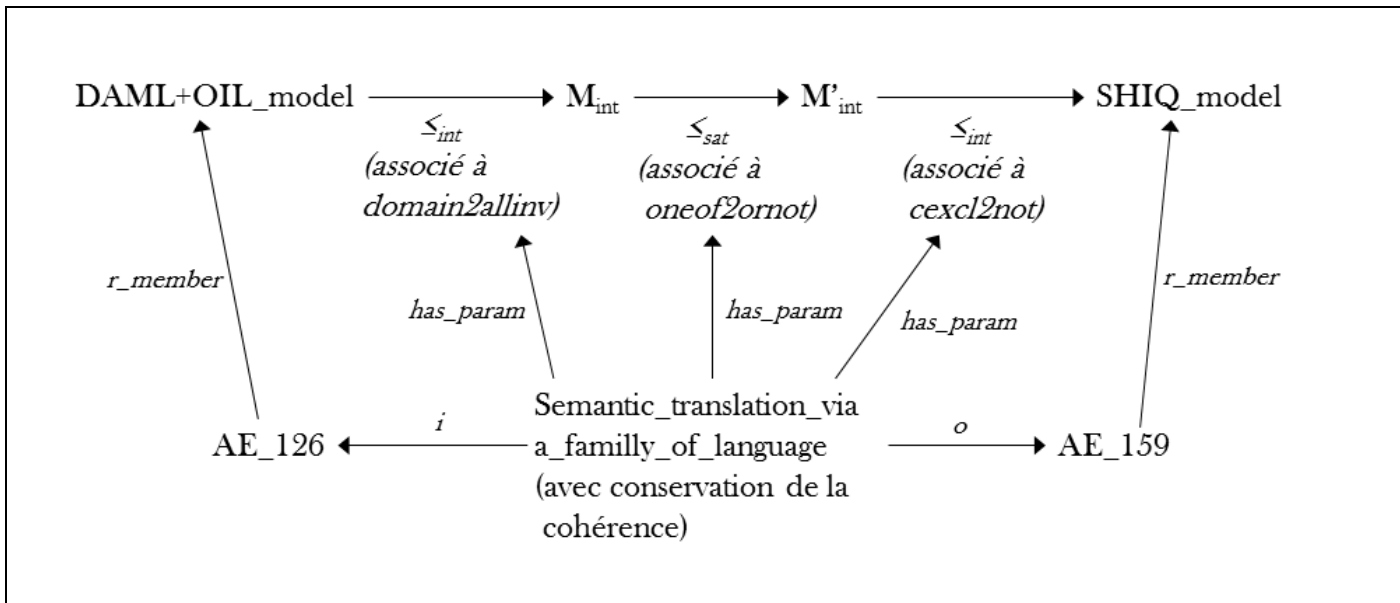 DAML+OIL_model M_int M'_int SHIQ_model
≤_int ≤_sat ≤_int
(associé à (associé à (associé à
domain2allinv) oneof2ornot) cexcl2not)
r_member r_member
has_param has_param has_param
Semantic_translation_via
AE_126 i a_familly_of_language o AE_159
(avec conservation de la
cohérence)